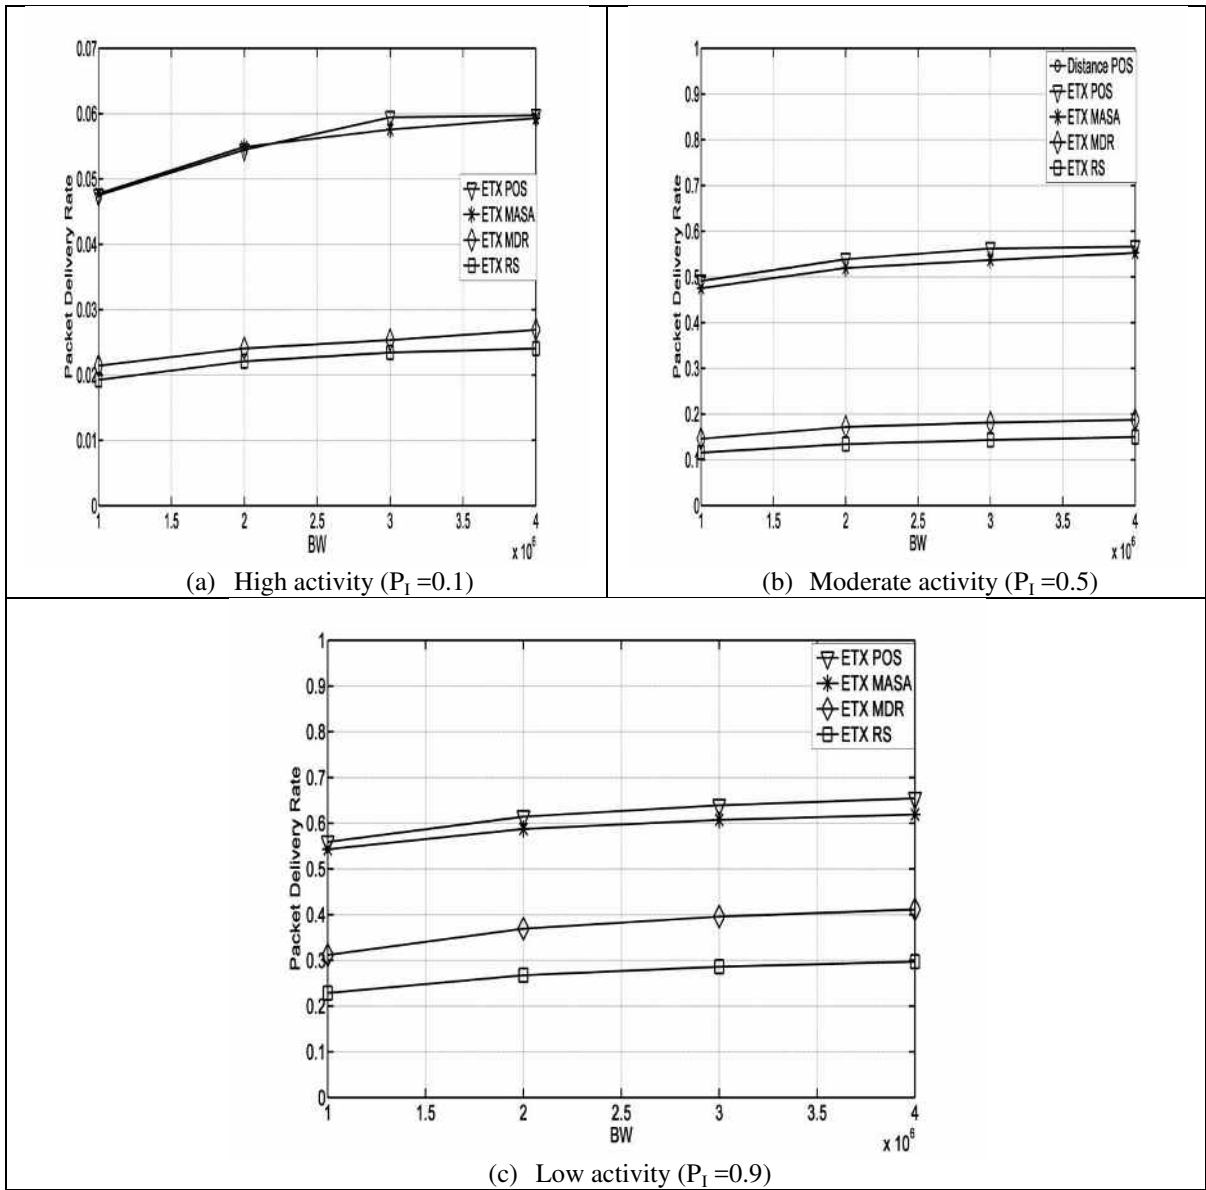 0.07
0.06
0.05
0.04
0.03
0.02
0.01
0
Packet Delivery Rate
ETX POS
ETX MASA
ETX MDR
ETX RS
1 1.5 2 2.5 3 3.5 4
BW
x 10^6
(a) High activity (P_I =0.1)
1
0.9
0.8
0.7
0.6
0.5
0.4
0.3
0.2
0.1
0
Packet Delivery Rate
Distance POS
ETX POS
ETX MASA
ETX MDR
ETX RS
1 1.5 2 2.5 3 3.5 4
BW
x 10^6
(b) Moderate activity (P_I =0.5)
1
0.9
0.8
0.7
0.6
0.5
0.4
0.3
0.2
0.1
0
Packet Delivery Rate
ETX POS
ETX MASA
ETX MDR
ETX RS
1 1.5 2 2.5 3 3.5 4
BW
x 10^6
(c) Low activity (P_I =0.9)